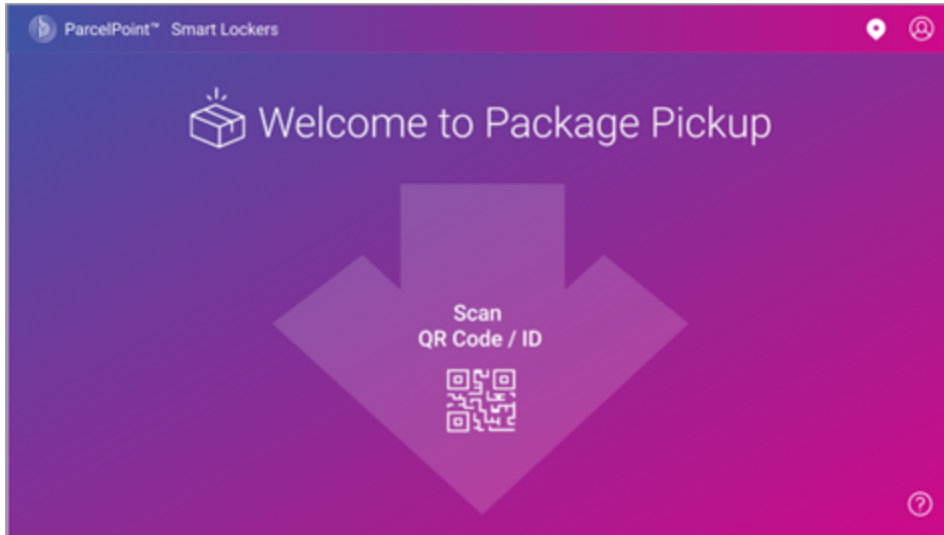 ParcelPoint™ Smart Lockers
Welcome to Package Pickup
Scan
QR Code / ID
?